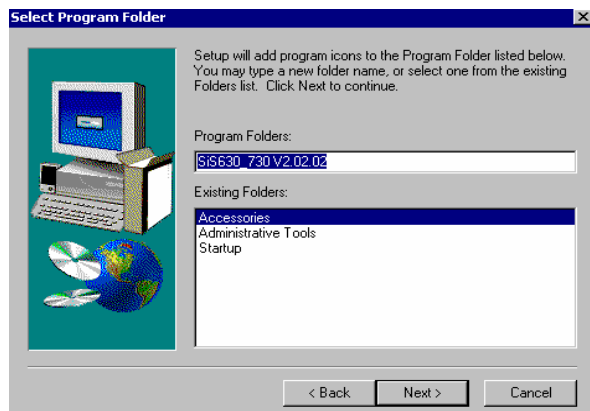 Select Program Folder
Setup will add program icons to the Program Folder listed below.
You may type a new folder name, or select one from the existing
Folders list. Click Next to continue.
Program Folders:
SiS630_730 V2.02.02
Existing Folders:
Accessories
Administrative Tools
Startup
< Back
Next >
Cancel